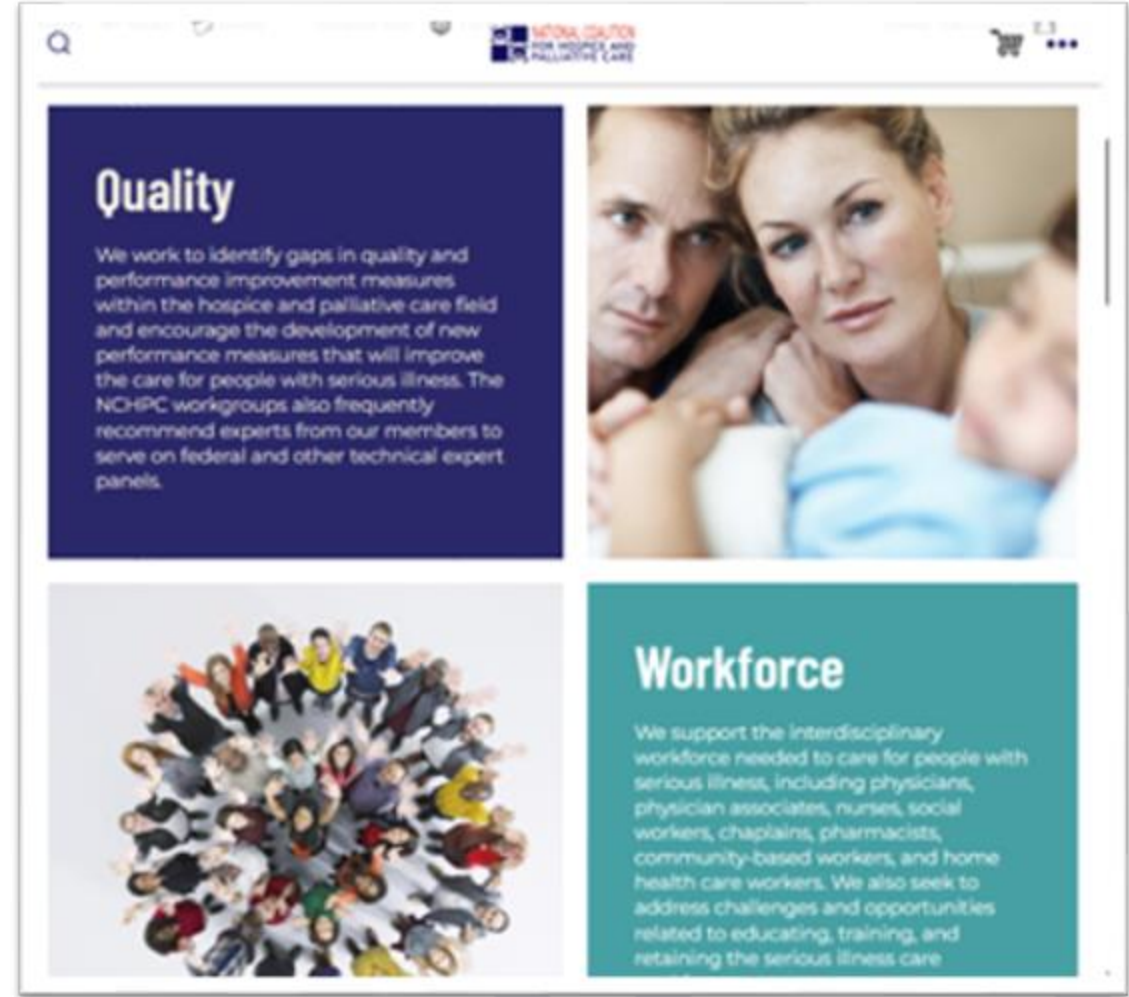 NATIONAL COALITION
FOR HOSPICE AND
PALLIATIVE CARE
Quality
We work to identify gaps in quality and
performance improvement measures
within the hospice and palliative care field
and encourage the development of new
performance measures that will improve
the care for people with serious illness. The
NCHPC workgroups also frequently
recommend experts from our members to
serve on federal and other technical expert
panels.
Workforce
We support the interdisciplinary
workforce needed to care for people with
serious illness, including physicians,
physician associates, nurses, social
workers, chaplains, pharmacists,
community-based workers, and home
health care workers. We also seek to
address challenges and opportunities
related to educating, training, and
retaining the serious illness care